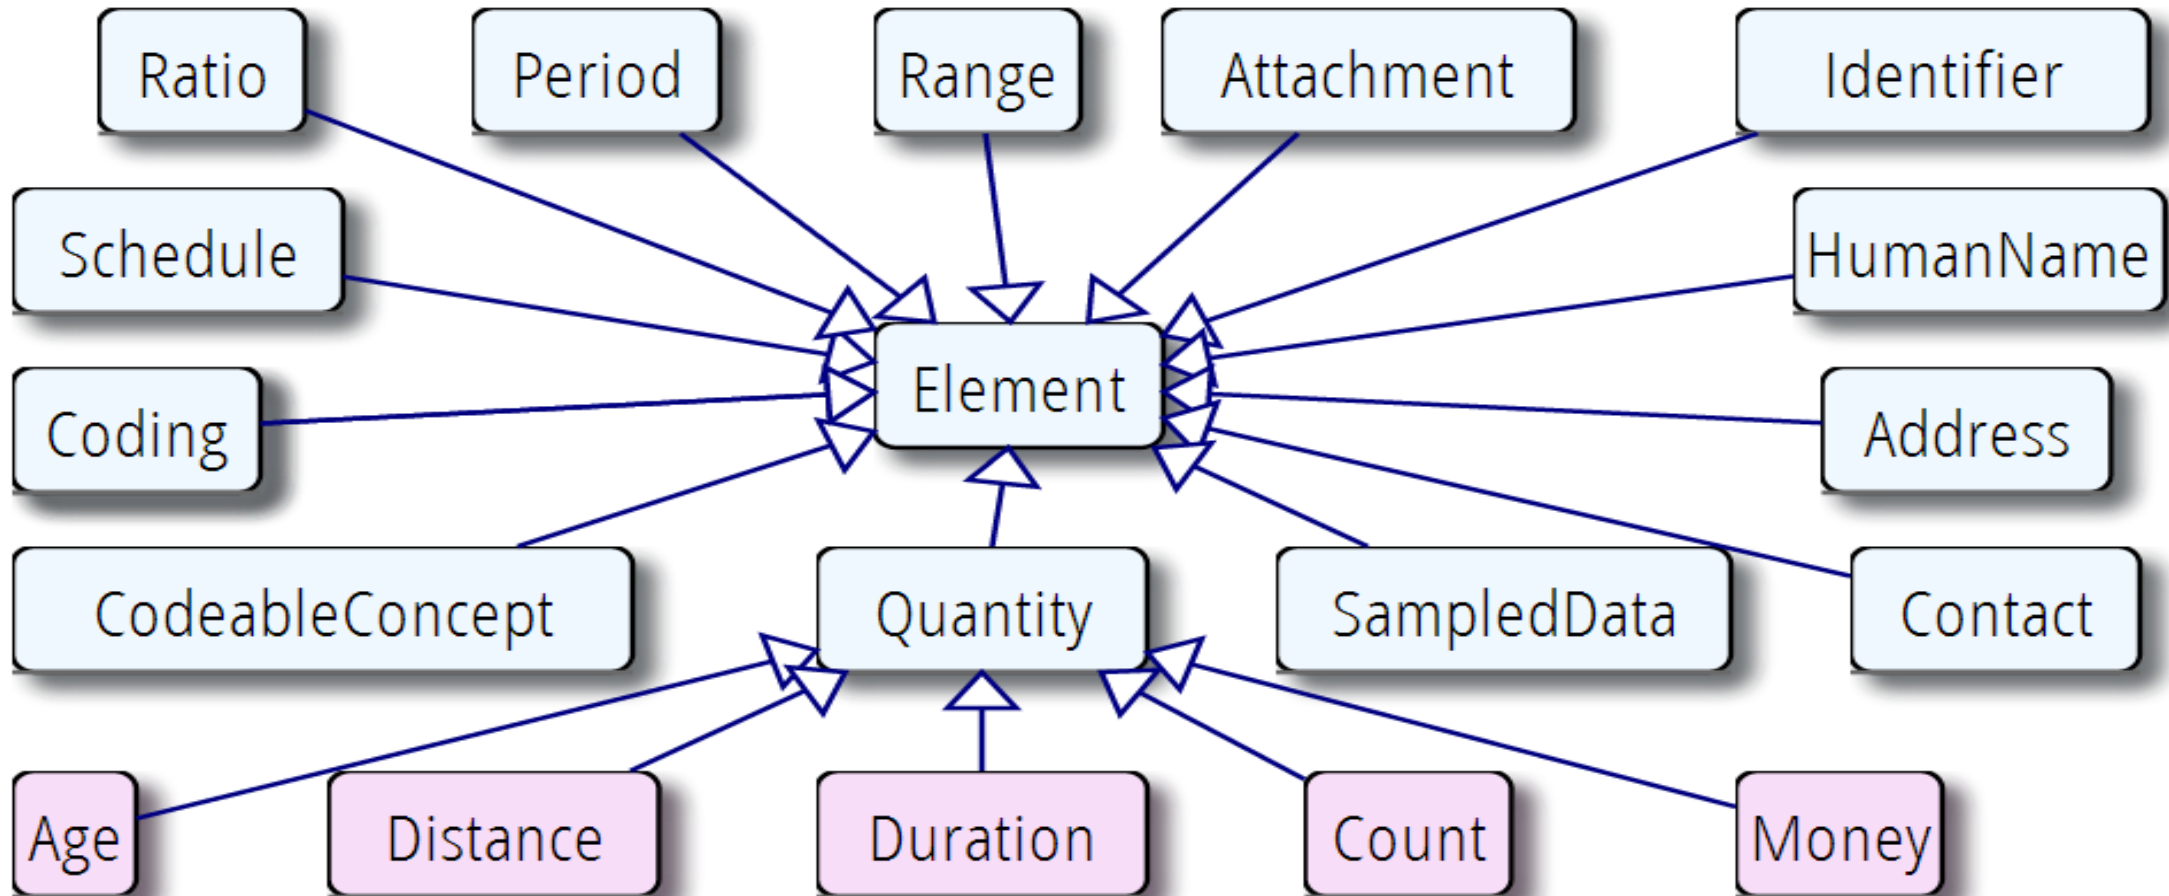 Ratio
Period
Range
Attachment
Identifier
Schedule
HumanName
Element
Coding
Address
CodeableConcept
Quantity
SampledData
Contact
Age
Distance
Duration
Count
Money